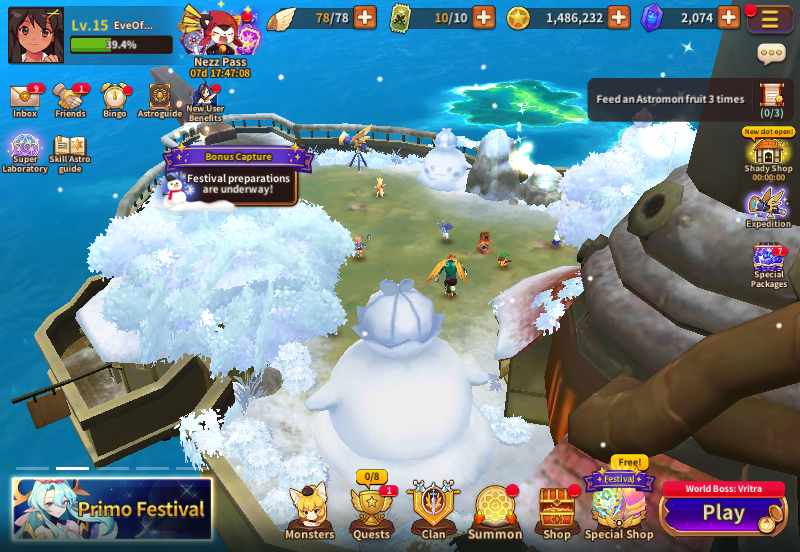 Lv.15 EveOf...
39.4%
Nezz Pass
07d 17:47:08
78/78
10/10
1,486,232
2,074
9
Inbox
1
Friends
Bingo
Astroguide
New User
Benefits
Super
Laboratory
Skill Astro
guide
Bonus Capture
Festival preparations
are underway!
Feed an Astromon fruit 3 times
(0/3)
New slot open!
Shady Shop
00:00:00
Expedition
7
Special
Packages
Primo Festival
Monsters
0/8
1
Quests
Clan
Summon
Shop
Free!
Festival
Special Shop
World Boss: Vritra
Play